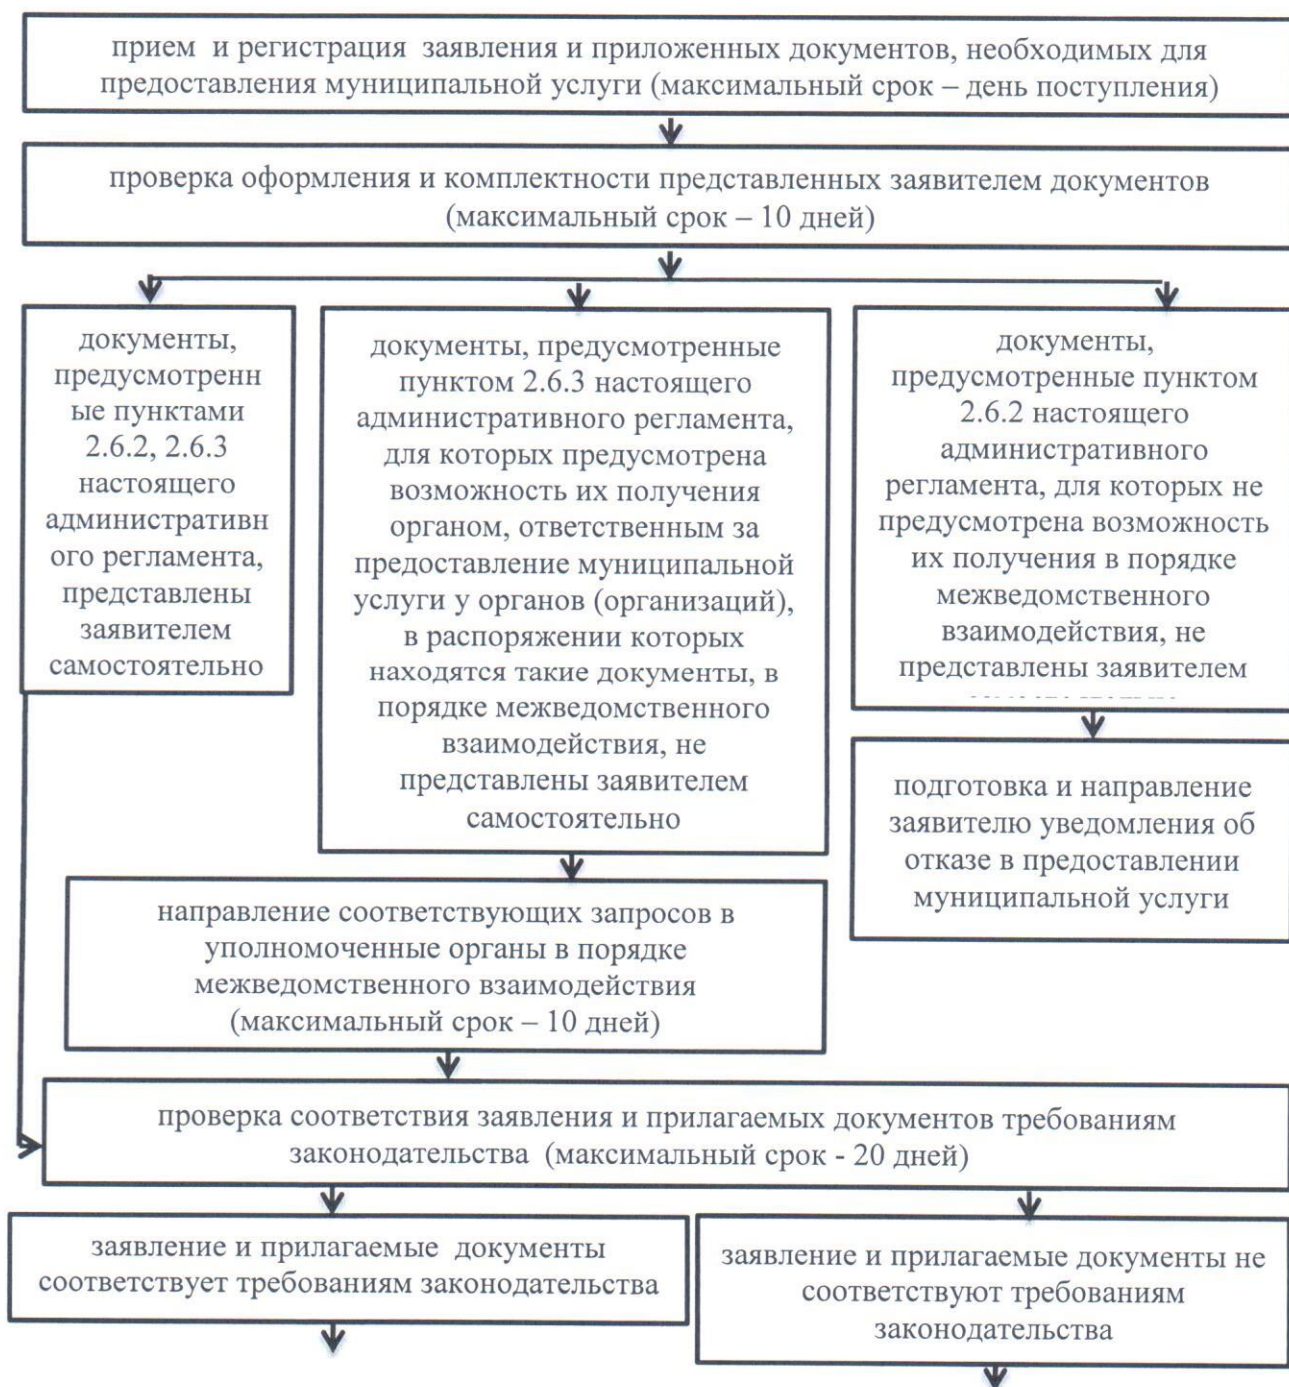 прием и регистрация заявления и приложенных документов, необходимых для
предоставления муниципальной услуги (максимальный срок – день поступления)
проверка оформления и комплектности представленных заявителем документов
(максимальный срок – 10 дней)
документы,
предусмотренн
ые пунктами
2.6.2, 2.6.3
настоящего
административн
ого регламента,
представлены
заявителем
самостоятельно
документы, предусмотренные
пунктом 2.6.3 настоящего
административного регламента,
для которых предусмотрена
возможность их получения
органом, ответственным за
предоставление муниципальной
услуги у органов (организаций),
в распоряжении которых
находятся такие документы, в
порядке межведомственного
взаимодействия, не
представлены заявителем
самостоятельно
документы,
предусмотренные пунктом
2.6.2 настоящего
административного
регламента, для которых не
предусмотрена возможность
их получения в порядке
межведомственного
взаимодействия, не
представлены заявителем
подготовка и направление
заявителю уведомления об
отказе в предоставлении
муниципальной услуги
направление соответствующих запросов в
уполномоченные органы в порядке
межведомственного взаимодействия
(максимальный срок – 10 дней)
проверка соответствия заявления и прилагаемых документов требованиям
законодательства (максимальный срок - 20 дней)
заявление и прилагаемые документы
соответствует требованиям законодательства
заявление и прилагаемые документы не
соответствуют требованиям
законодательства